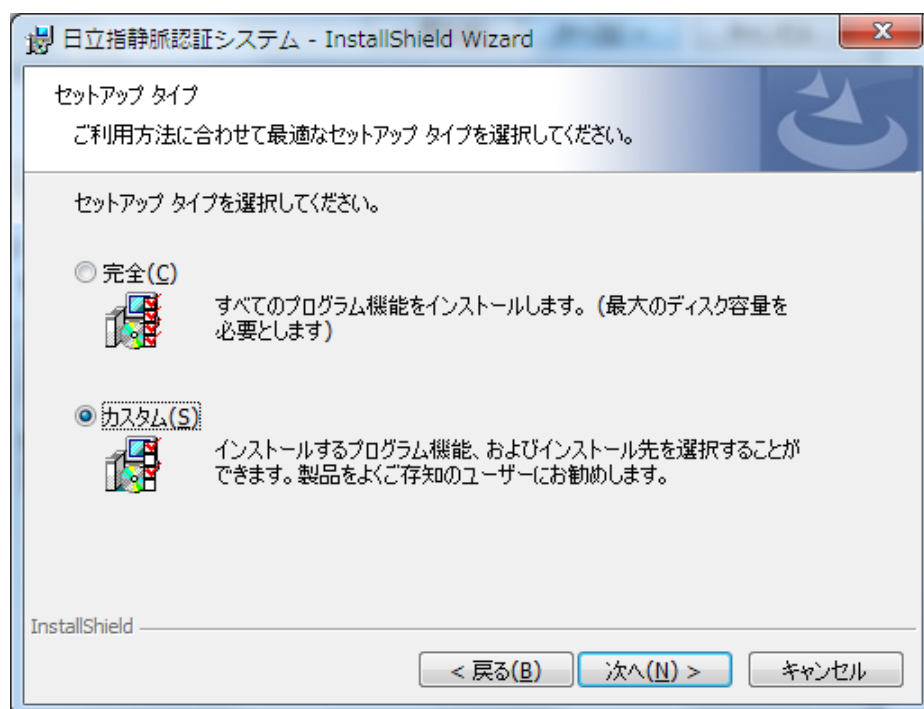 日立指静脈認証システム - InstallShield Wizard
セットアップ タイプ
ご利用方法に合わせて最適なセットアップ タイプを選択してください。
セットアップ タイプを選択してください。
完全(C)
すべてのプログラム機能をインストールします。(最大のディスク容量を
必要とします)
カスタム(S)
インストールするプログラム機能、およびインストール先を選択することが
できます。製品をよくご存知のユーザーにお勧めします。
InstallShield
< 戻る(B) 次へ(N) > キャンセル